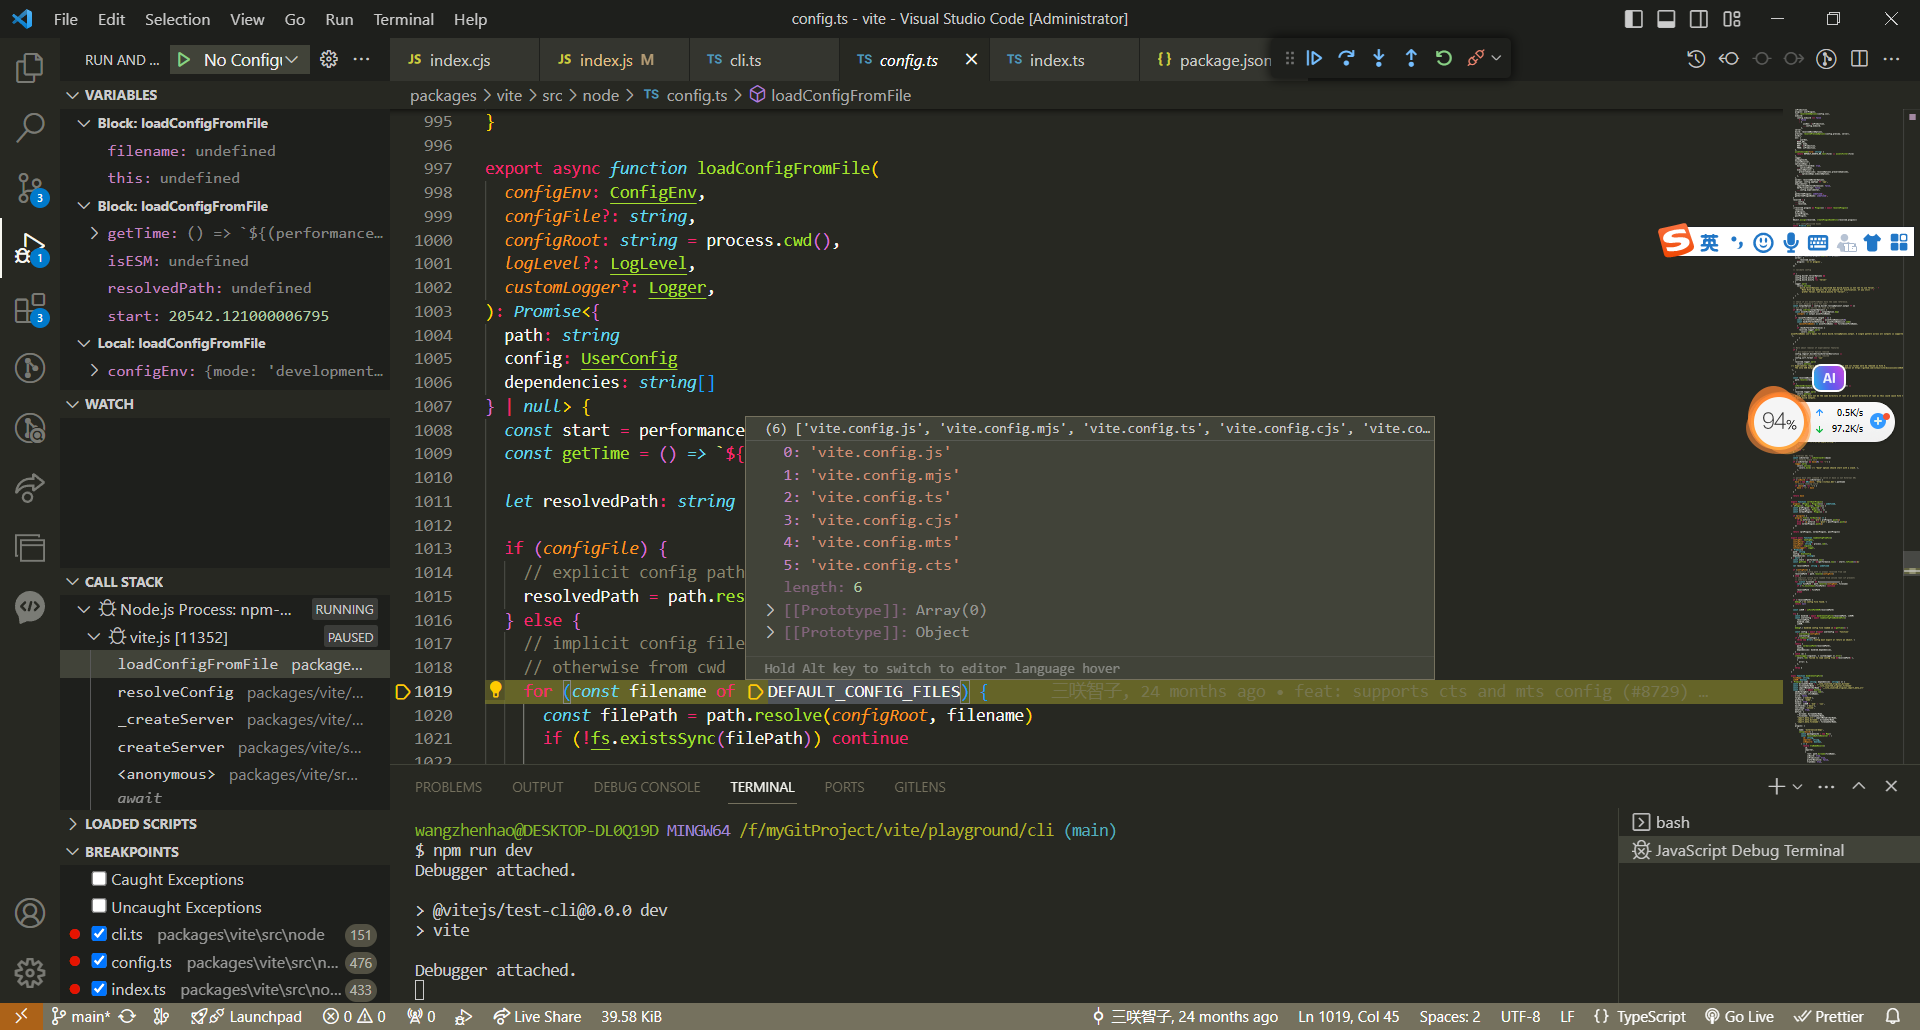 File Edit Selection View Go Run Terminal Help
config.ts - vite - Visual Studio Code [Administrator]
RUN AND ... No Config
JS index.cjs
JS index.js M
TS cli.ts
TS config.ts
TS index.ts
{} package.json
packages > vite > src > node > TS config.ts > loadConfigFromFile
VARIABLES
Block: loadConfigFromFile
filename: undefined
this: undefined
Block: loadConfigFromFile
getTime: () => `${(performance…
isESM: undefined
resolvedPath: undefined
start: 20542.121000006795
Local: loadConfigFromFile
configEnv: {mode: 'development…
WATCH
CALL STACK
Node.js Process: npm-... RUNNING
vite.js [11352] PAUSED
loadConfigFromFile package...
resolveConfig packages/vite/...
_createServer packages/vite/...
createServer packages/vite/s...
<anonymous> packages/vite/sr...
await
LOADED SCRIPTS
BREAKPOINTS
Caught Exceptions
Uncaught Exceptions
cli.ts packages\vite\src\node 151
config.ts packages\vite\src\n... 476
index.ts packages\vite\src\no... 433
3
1
3
995 }
996
997 export async function loadConfigFromFile(
998 configEnv: ConfigEnv,
999 configFile?: string,
1000 configRoot: string = process.cwd(),
1001 logLevel?: LogLevel,
1002 customLogger?: Logger,
1003 ): Promise<{
1004 path: string
1005 config: UserConfig
1006 dependencies: string[]
1007 } | null> {
1008 const start = performance
1009 const getTime = () => `${
1010
1011 let resolvedPath: string
1012
1013 if (configFile) {
1014 // explicit config path
1015 resolvedPath = path.res
1016 } else {
1017 // implicit config file
1018 // otherwise from cwd
1019 for (const filename of DEFAULT_CONFIG_FILES) { 三咲智子, 24 months ago • feat: supports cts and mts config (#8729) …
1020 const filePath = path.resolve(configRoot, filename)
1021 if (!fs.existsSync(filePath)) continue
1022
(6) ['vite.config.js', 'vite.config.mjs', 'vite.config.ts', 'vite.config.cjs', 'vite.co…
0: 'vite.config.js'
1: 'vite.config.mjs'
2: 'vite.config.ts'
3: 'vite.config.cjs'
4: 'vite.config.mts'
5: 'vite.config.cts'
length: 6
[[Prototype]]: Array(0)
[[Prototype]]: Object
Hold Alt key to switch to editor language hover
英
AI
94%
0.5K/s
97.2K/s
PROBLEMS OUTPUT DEBUG CONSOLE TERMINAL PORTS GITLENS
wangzhenhao@DESKTOP-DL0Q19D MINGW64 /f/myGitProject/vite/playground/cli (main)
$ npm run dev
Debugger attached.
> @vitejs/test-cli@0.0.0 dev
> vite
Debugger attached.
bash
JavaScript Debug Terminal
main* Launchpad 0 0 0 Live Share 39.58 KiB
三咲智子, 24 months ago Ln 1019, Col 45 Spaces: 2 UTF-8 LF {} TypeScript Go Live Prettier